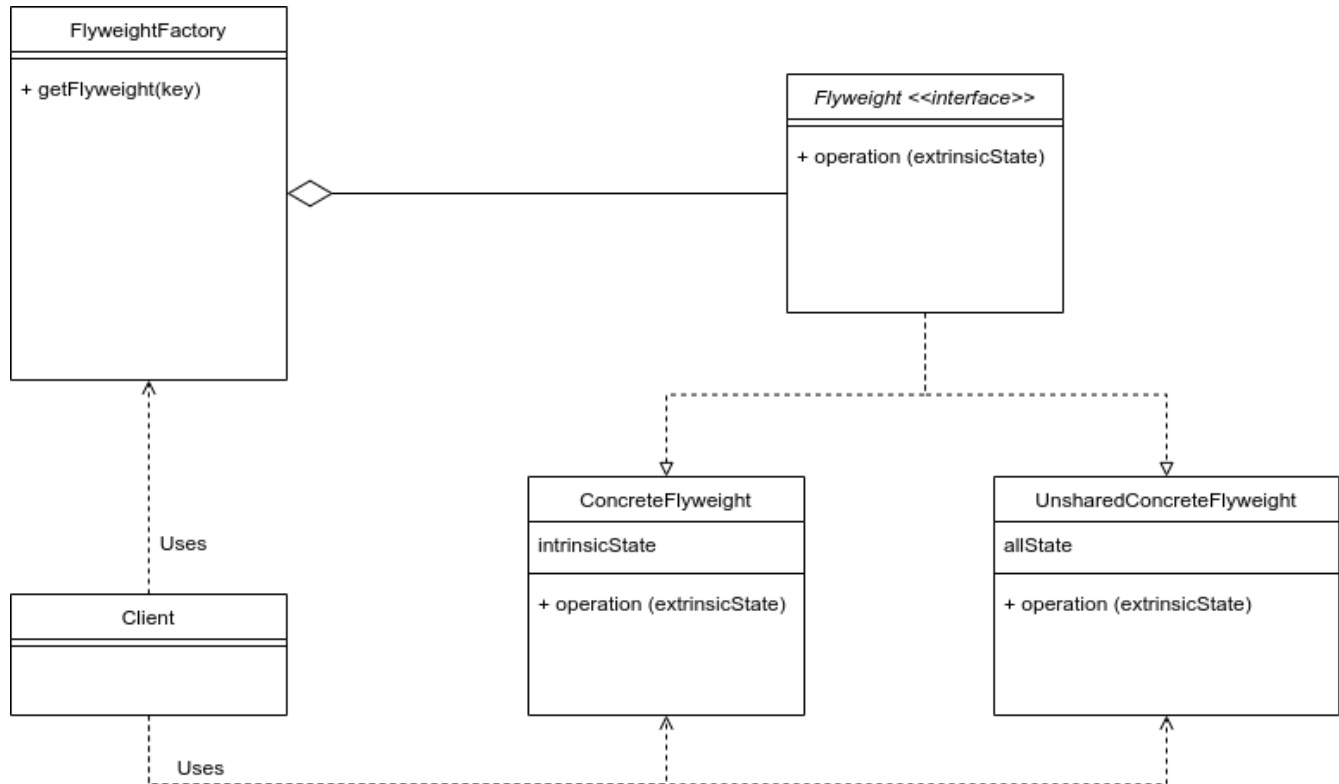 FlyweightFactory
+ getFlyweight(key)
Flyweight <<interface>>
+ operation (extrinsicState)
Uses
Client
ConcreteFlyweight
intrinsicState
+ operation (extrinsicState)
UnsharedConcreteFlyweight
allState
+ operation (extrinsicState)
Uses